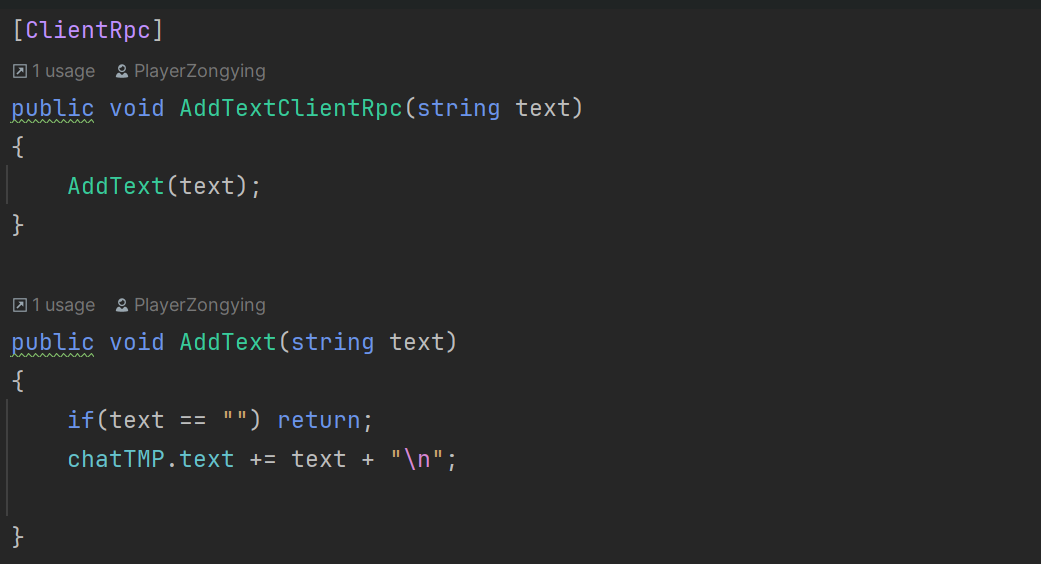 [ClientRpc]
1 usage PlayerZongying
public void AddTextClientRpc(string text)
{
    AddText(text);
}
1 usage PlayerZongying
public void AddText(string text)
{
    if(text == "") return;
    chatTMP.text += text + "\n";
}